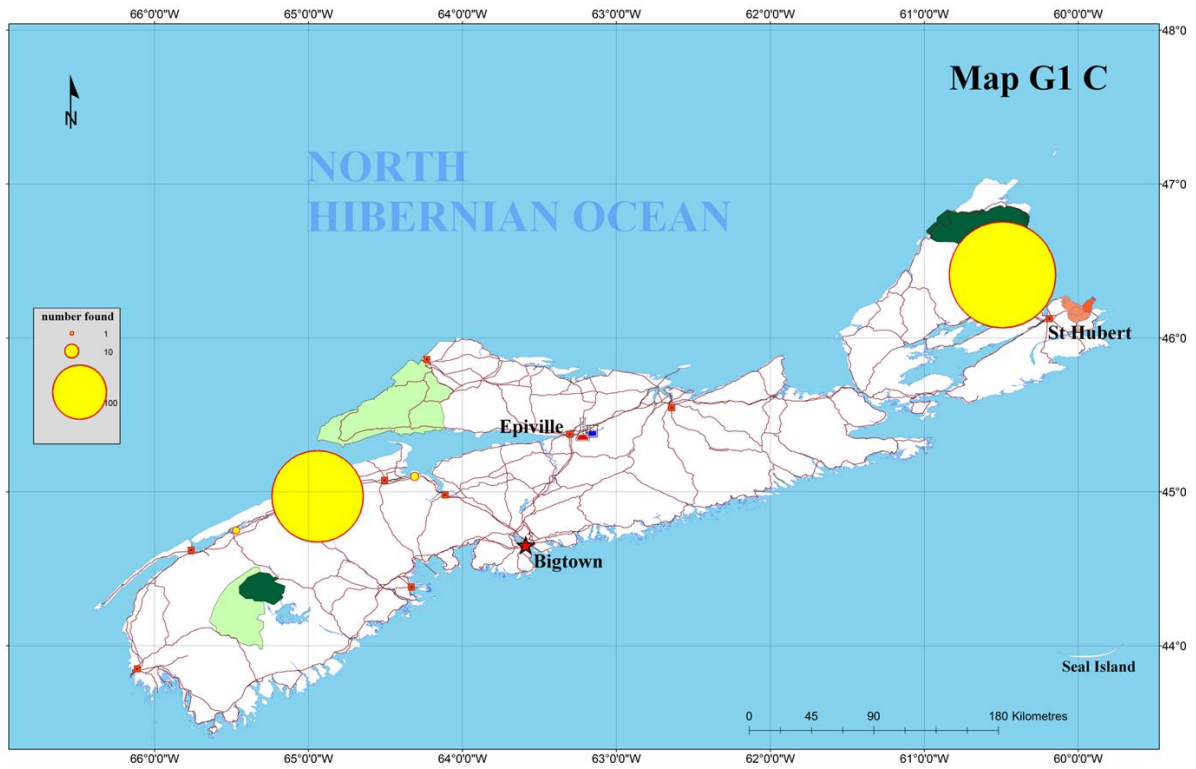 66°0'0"W 65°0'0"W 64°0'0"W 63°0'0"W 62°0'0"W 61°0'0"W 60°0'0"W
48°0
Map G1 C
N
NORTH
HIBERNIAN OCEAN
47°0
number found
1
10
100
St Hubert
46°0
Epiville
45°0
Bigtown
44°0
Seal Island
0 45 90 180 Kilometres
66°0'0"W 65°0'0"W 64°0'0"W 63°0'0"W 62°0'0"W 61°0'0"W 60°0'0"W